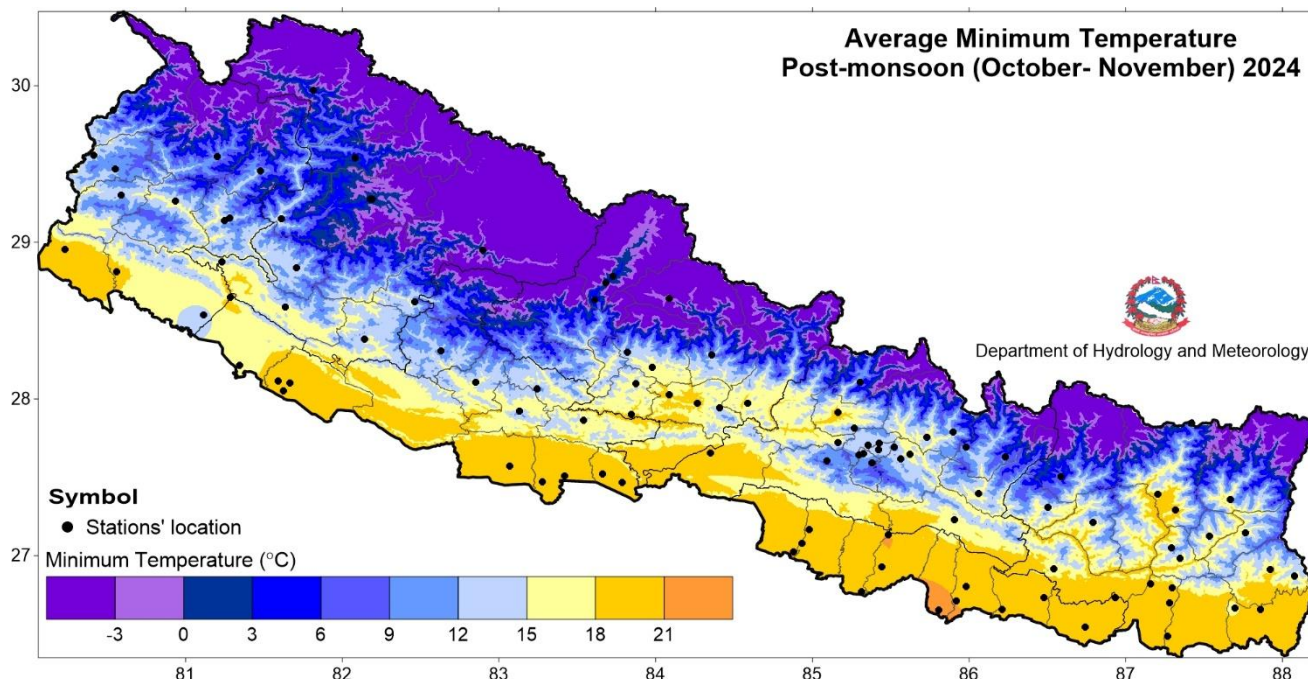 Average Minimum Temperature
Post-monsoon (October- November) 2024
30
29
28
27
Department of Hydrology and Meteorology
Symbol
Stations' location
Minimum Temperature (°C)
-3 0 3 6 9 12 15 18 21
81 82 83 84 85 86 87 88